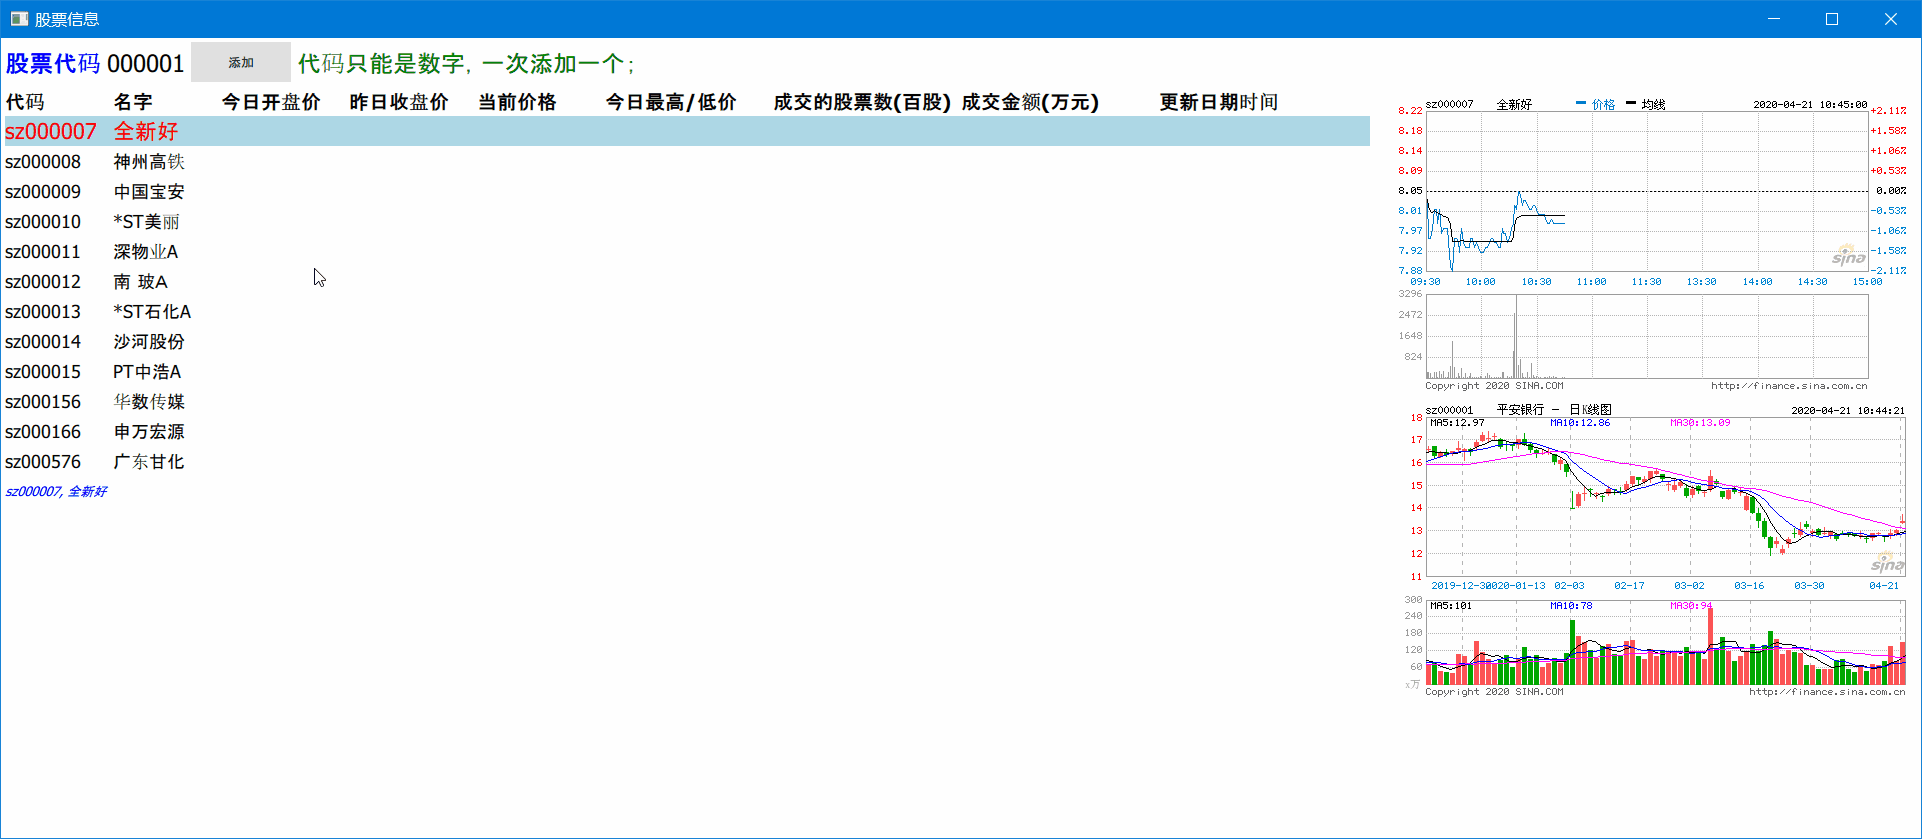 股票信息
股票代码 000001 添加 代码只能是数字, 一次添加一个;
代码 名字 今日开盘价 昨日收盘价 当前价格 今日最高/低价 成交的股票数(百股) 成交金额(万元) 更新日期时间
sz000007 全新好
sz000008 神州高铁
sz000009 中国宝安
sz000010 *ST美丽
sz000011 深物业A
sz000012 南 玻A
sz000013 *ST石化A
sz000014 沙河股份
sz000015 PT中浩A
sz000156 华数传媒
sz000166 申万宏源
sz000576 广东甘化
sz000007, 全新好
sz000007 全新好 价格 均线 2020-04-21 10:45:00
8.22 +2.11%
8.18 +1.58%
8.14 +1.06%
8.09 +0.53%
8.05 0.00%
8.01 -0.53%
7.97 -1.06%
7.92 -1.58%
7.88 -2.11%
sina
09:30 10:00 10:30 11:00 11:30 13:30 14:00 14:30 15:00
3296
2472
1648
824
Copyright 2020 SINA.COM http://finance.sina.com.cn
sz000001 平安银行 - 日K线图 2020-04-21 10:44:21
MA5:12.97 MA10:12.86 MA30:13.09
18
17
16
15
14
13
12
11
sina
2019-12-30 2020-01-13 02-03 02-17 03-02 03-16 03-30 04-21
MA5:101 MA10:78 MA30:94
300
240
180
120
60
x万
Copyright 2020 SINA.COM http://finance.sina.com.cn